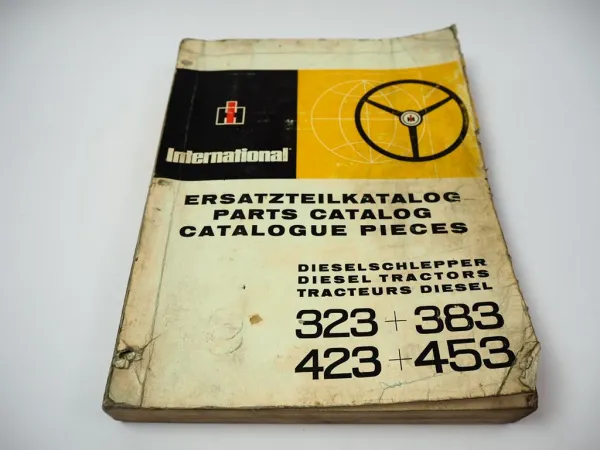 International
ERSATZTEILKATALOG
PARTS CATALOG
CATALOGUE PIECES
DIESELSCHLEPPER
DIESEL TRACTORS
TRACTEURS DIESEL
323 + 383
423 + 453